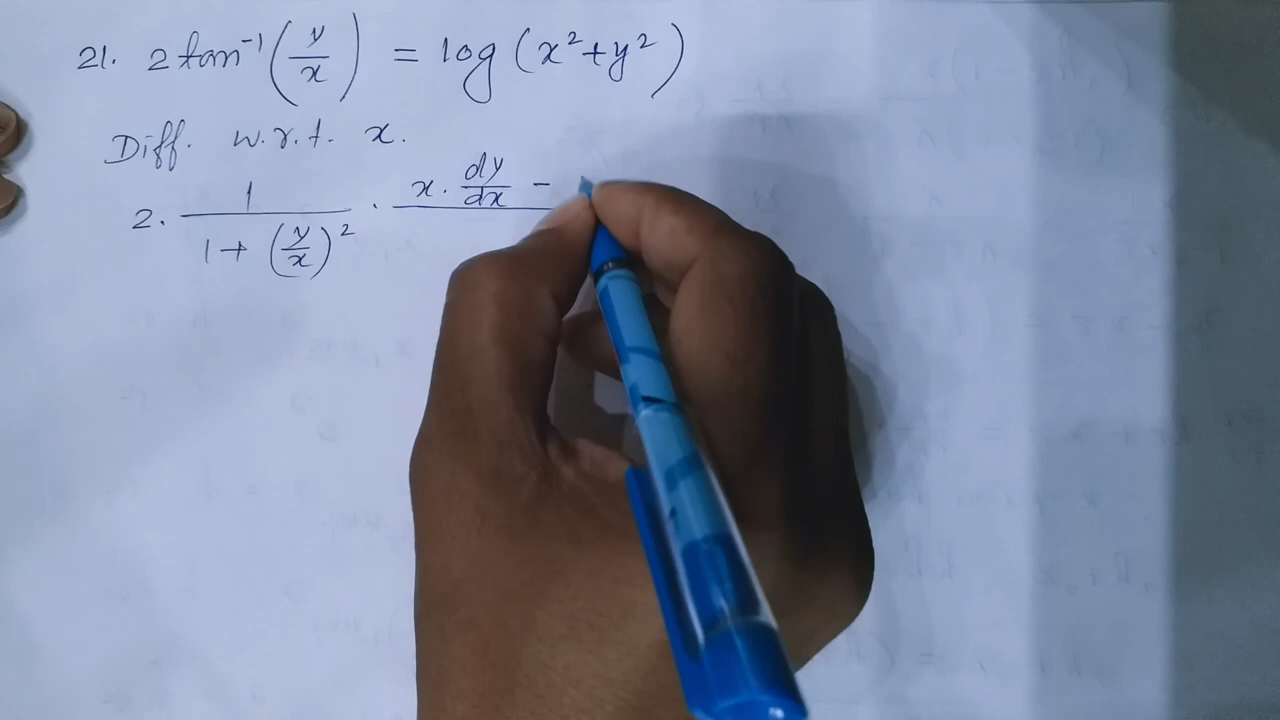 21. 2 tan⁻¹(y/x) = log(x²+y²)
Diff. w.r.t. x.
2. 1/(1+(y/x)²) · x. dy/dx -